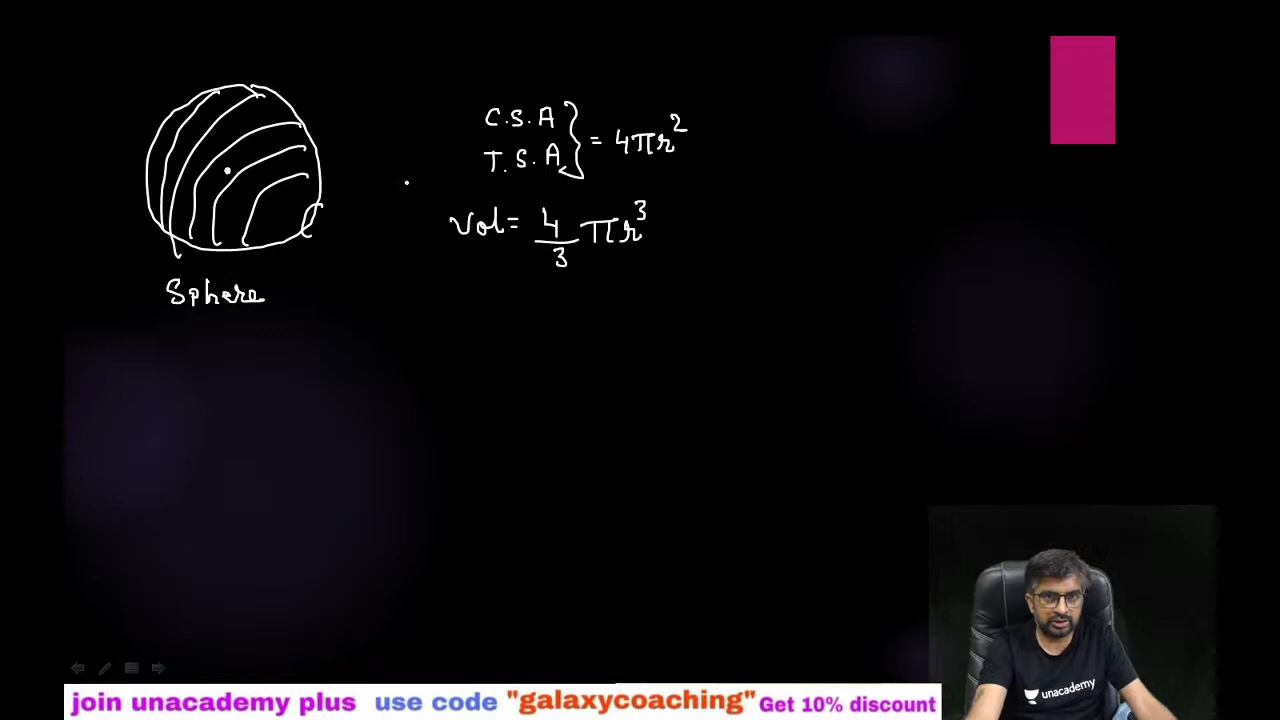 C.S.A
T.S.A } = 4πr²
Vol = 4/3 πr³
Sphere
unacademy
join unacademy plus use code "galaxycoaching" Get 10% discount